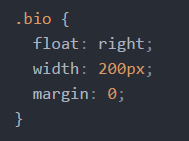 .bio {
  float: right;
  width: 200px;
  margin: 0;
}